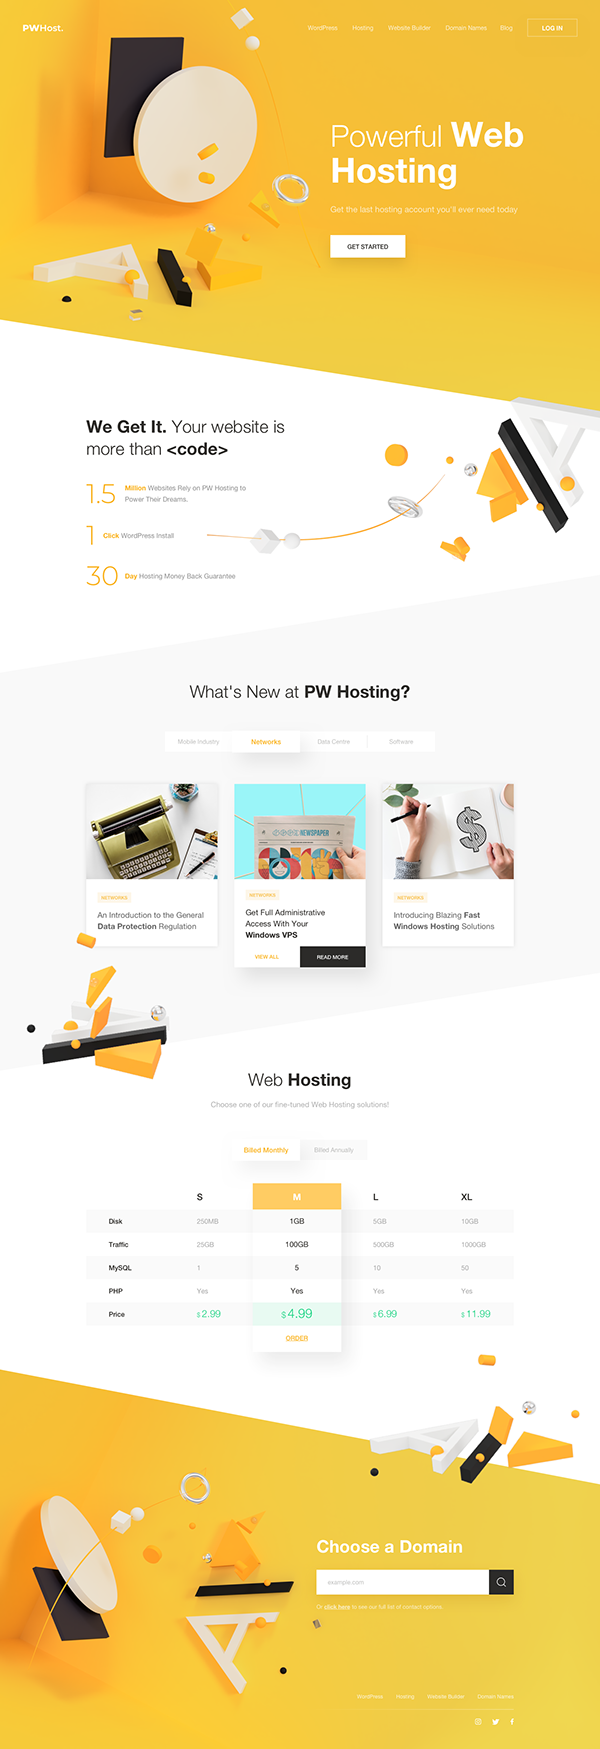 PWHost.
WordPress Hosting Website Builder Domain Names Blog LOG IN
Powerful Web
Hosting
Get the last hosting account you'll ever need today
GET STARTED
We Get It. Your website is
more than <code>
1.5 Million Websites Rely on PW Hosting to
Power Their Dreams.
1 Click WordPress Install
30 Day Hosting Money Back Guarantee
What's New at PW Hosting?
Mobile Industry Networks Data Centre Software
NEWSPAPER
$
NETWORKS
An Introduction to the General
Data Protection Regulation
NETWORKS
Get Full Administrative
Access With Your
Windows VPS
VIEW ALL READ MORE
NETWORKS
Introducing Blazing Fast
Windows Hosting Solutions
Web Hosting
Choose one of our fine-tuned Web Hosting solutions!
Billed Monthly Billed Annually
S M L XL
Disk 250MB 1GB 5GB 10GB
Traffic 25GB 100GB 500GB 1000GB
MySQL 1 5 10 50
PHP Yes Yes Yes Yes
Price $ 2.99 $ 4.99 $ 6.99 $ 11.99
ORDER
Choose a Domain
example.com
Or click here to see our full list of contact options.
WordPress Hosting Website Builder Domain Names